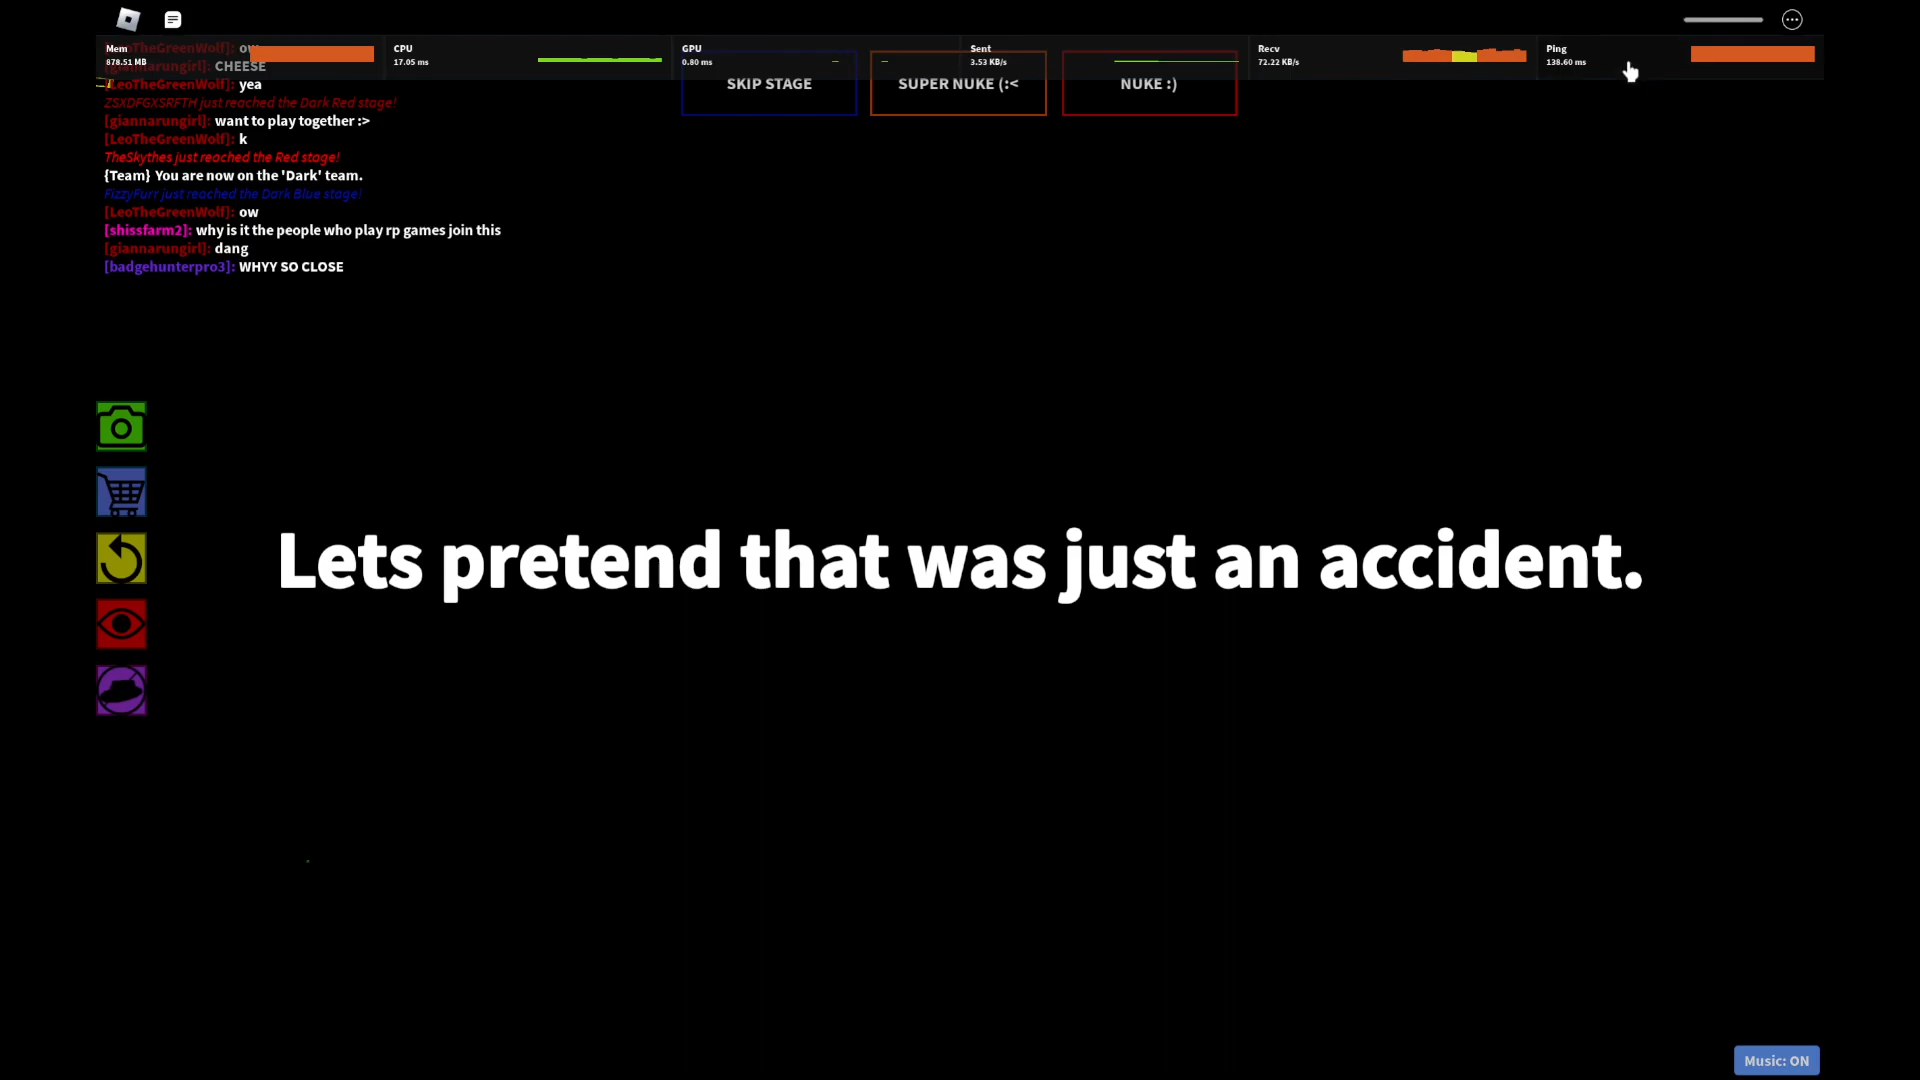 Mem
878.51 MB
CPU
17.05 ms
GPU
0.80 ms
Sent
3.53 KB/s
Recv
72.22 KB/s
Ping
138.60 ms
[LeoTheGreenWolf]: ow
[giannarungirl]: CHEESE
[LeoTheGreenWolf]: yea
ZSXDFGXSRFTH just reached the Dark Red stage!
[giannarungirl]: want to play together :>
[LeoTheGreenWolf]: k
TheSkythes just reached the Red stage!
{Team} You are now on the 'Dark' team.
FizzyFurr just reached the Dark Blue stage!
[LeoTheGreenWolf]: ow
[shissfarm2]: why is it the people who play rp games join this
[giannarungirl]: dang
[badgehunterpro3]: WHYY SO CLOSE
SKIP STAGE
SUPER NUKE (:<
NUKE :)
Lets pretend that was just an accident.
Music: ON